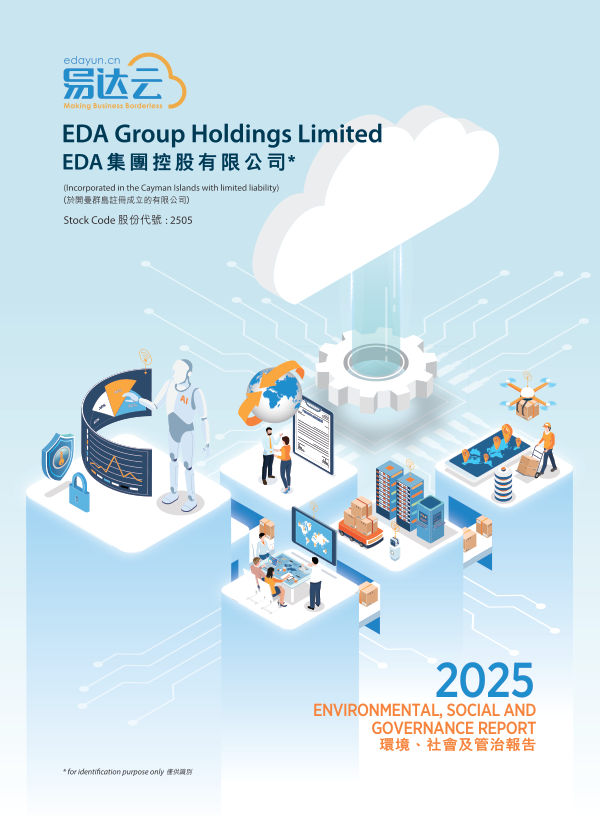 edayun.cn
易达云
Making Business Borderless
EDA Group Holdings Limited
EDA集團控股有限公司*
(Incorporated in the Cayman Islands with limited liability)
(於開曼群島註冊成立的有限公司)
Stock Code 股份代號 : 2505
AI
2025
ENVIRONMENTAL, SOCIAL AND
GOVERNANCE REPORT
環境、社會及管治報告
* for identification purpose only 僅供識別